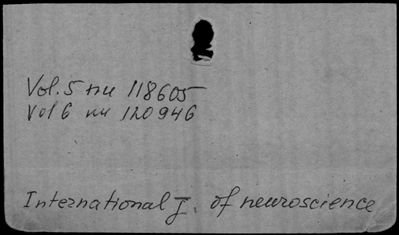 Vol. 5 nu 118605
Vol 6 nu 120946
International J. of neuroscience